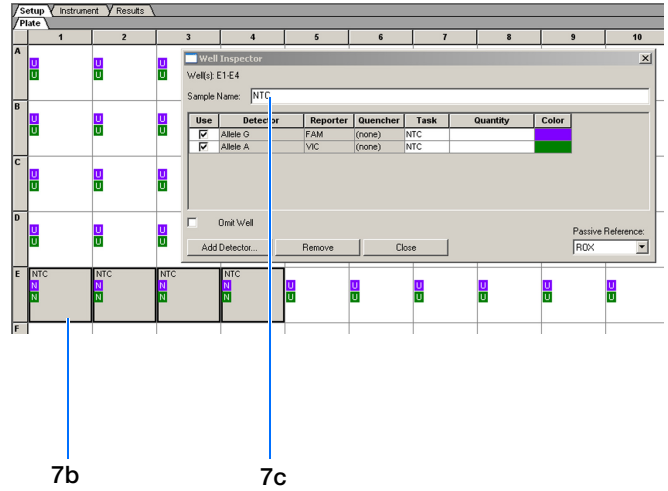 Setup Instrument Results
Plate
1 2 3 4 5 6 7 8 9 10
A
U U U
U U U
Well Inspector
Well(s): E1-E4
Sample Name: NTC
B
U U U
U U U
Use Detector Reporter Quencher Task Quantity Color
Allele G FAM (none) NTC
Allele A VIC (none) NTC
C
U U U
U U U
D
U U U
U U U
Omit Well
Passive Reference:
Add Detector... Remove Close ROX
E NTC NTC NTC NTC
N N N N U U U U U U
N N N N U U U U U U
F
7b 7c